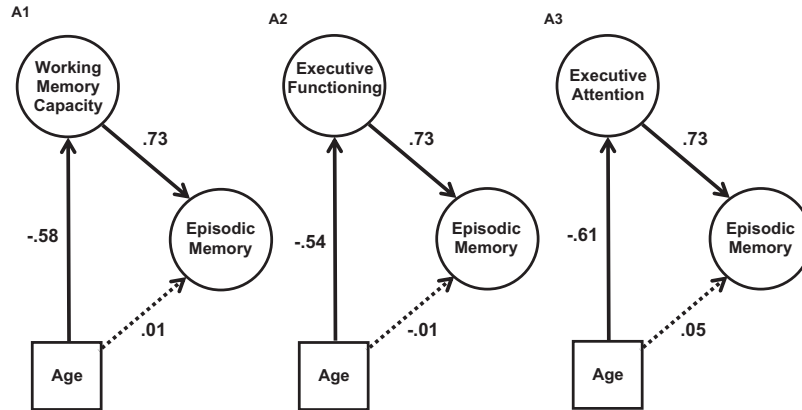 A1
Working
Memory
Capacity
.73
-.58
Episodic
Memory
.01
Age
A2
Executive
Functioning
.73
-.54
Episodic
Memory
-.01
Age
A3
Executive
Attention
.73
-.61
Episodic
Memory
.05
Age